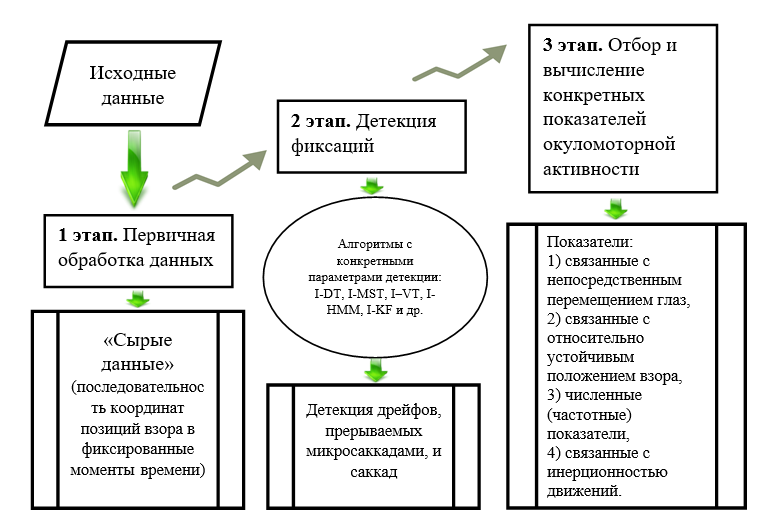 Исходные
данные
1 этап. Первичная
обработка данных
«Сырые
данные»
(последовательнос
ть координат
позиций взора в
фиксированные
моменты времени)
2 этап. Детекция
фиксаций
Алгоритмы с
конкретными
параметрами детекции:
I-DT, I-MST, I–VT, I-
HMM, I-KF и др.
Детекция дрейфов,
прерываемых
микросаккадами, и
саккад
3 этап. Отбор и
вычисление
конкретных
показателей
окуломоторной
активности
Показатели:
1) связанные с
непосредственным
перемещением глаз,
2) связанные с
относительно
устойчивым
положением взора,
3) численные
(частотные)
показатели,
4) связанные с
инерционностью
движений.